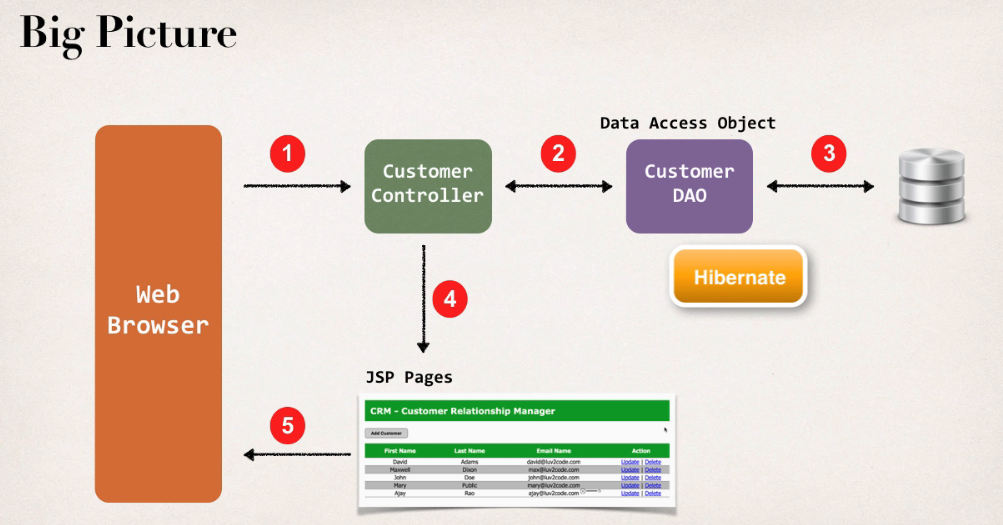 Big Picture
Data Access Object
1
2
3
Customer
Controller
Customer
DAO
Hibernate
Web
Browser
4
JSP Pages
5
CRM - Customer Relationship Manager
Add Customer
First Name Last Name Email Name Action
David Adams david@luv2code.com Update | Delete
Maxwell Dixon max@luv2code.com Update | Delete
John Doe john@luv2code.com Update | Delete
Mary Public mary@luv2code.com Update | Delete
Ajay Rao ajay@luv2code.com Update | Delete